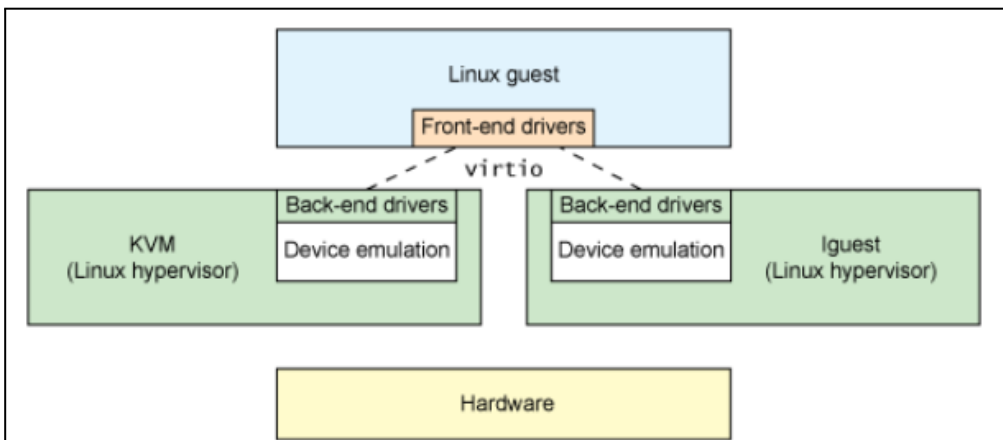 Linux guest
Front-end drivers
virtio
Back-end drivers
Device emulation
KVM
(Linux hypervisor)
Back-end drivers
Device emulation
lguest
(Linux hypervisor)
Hardware